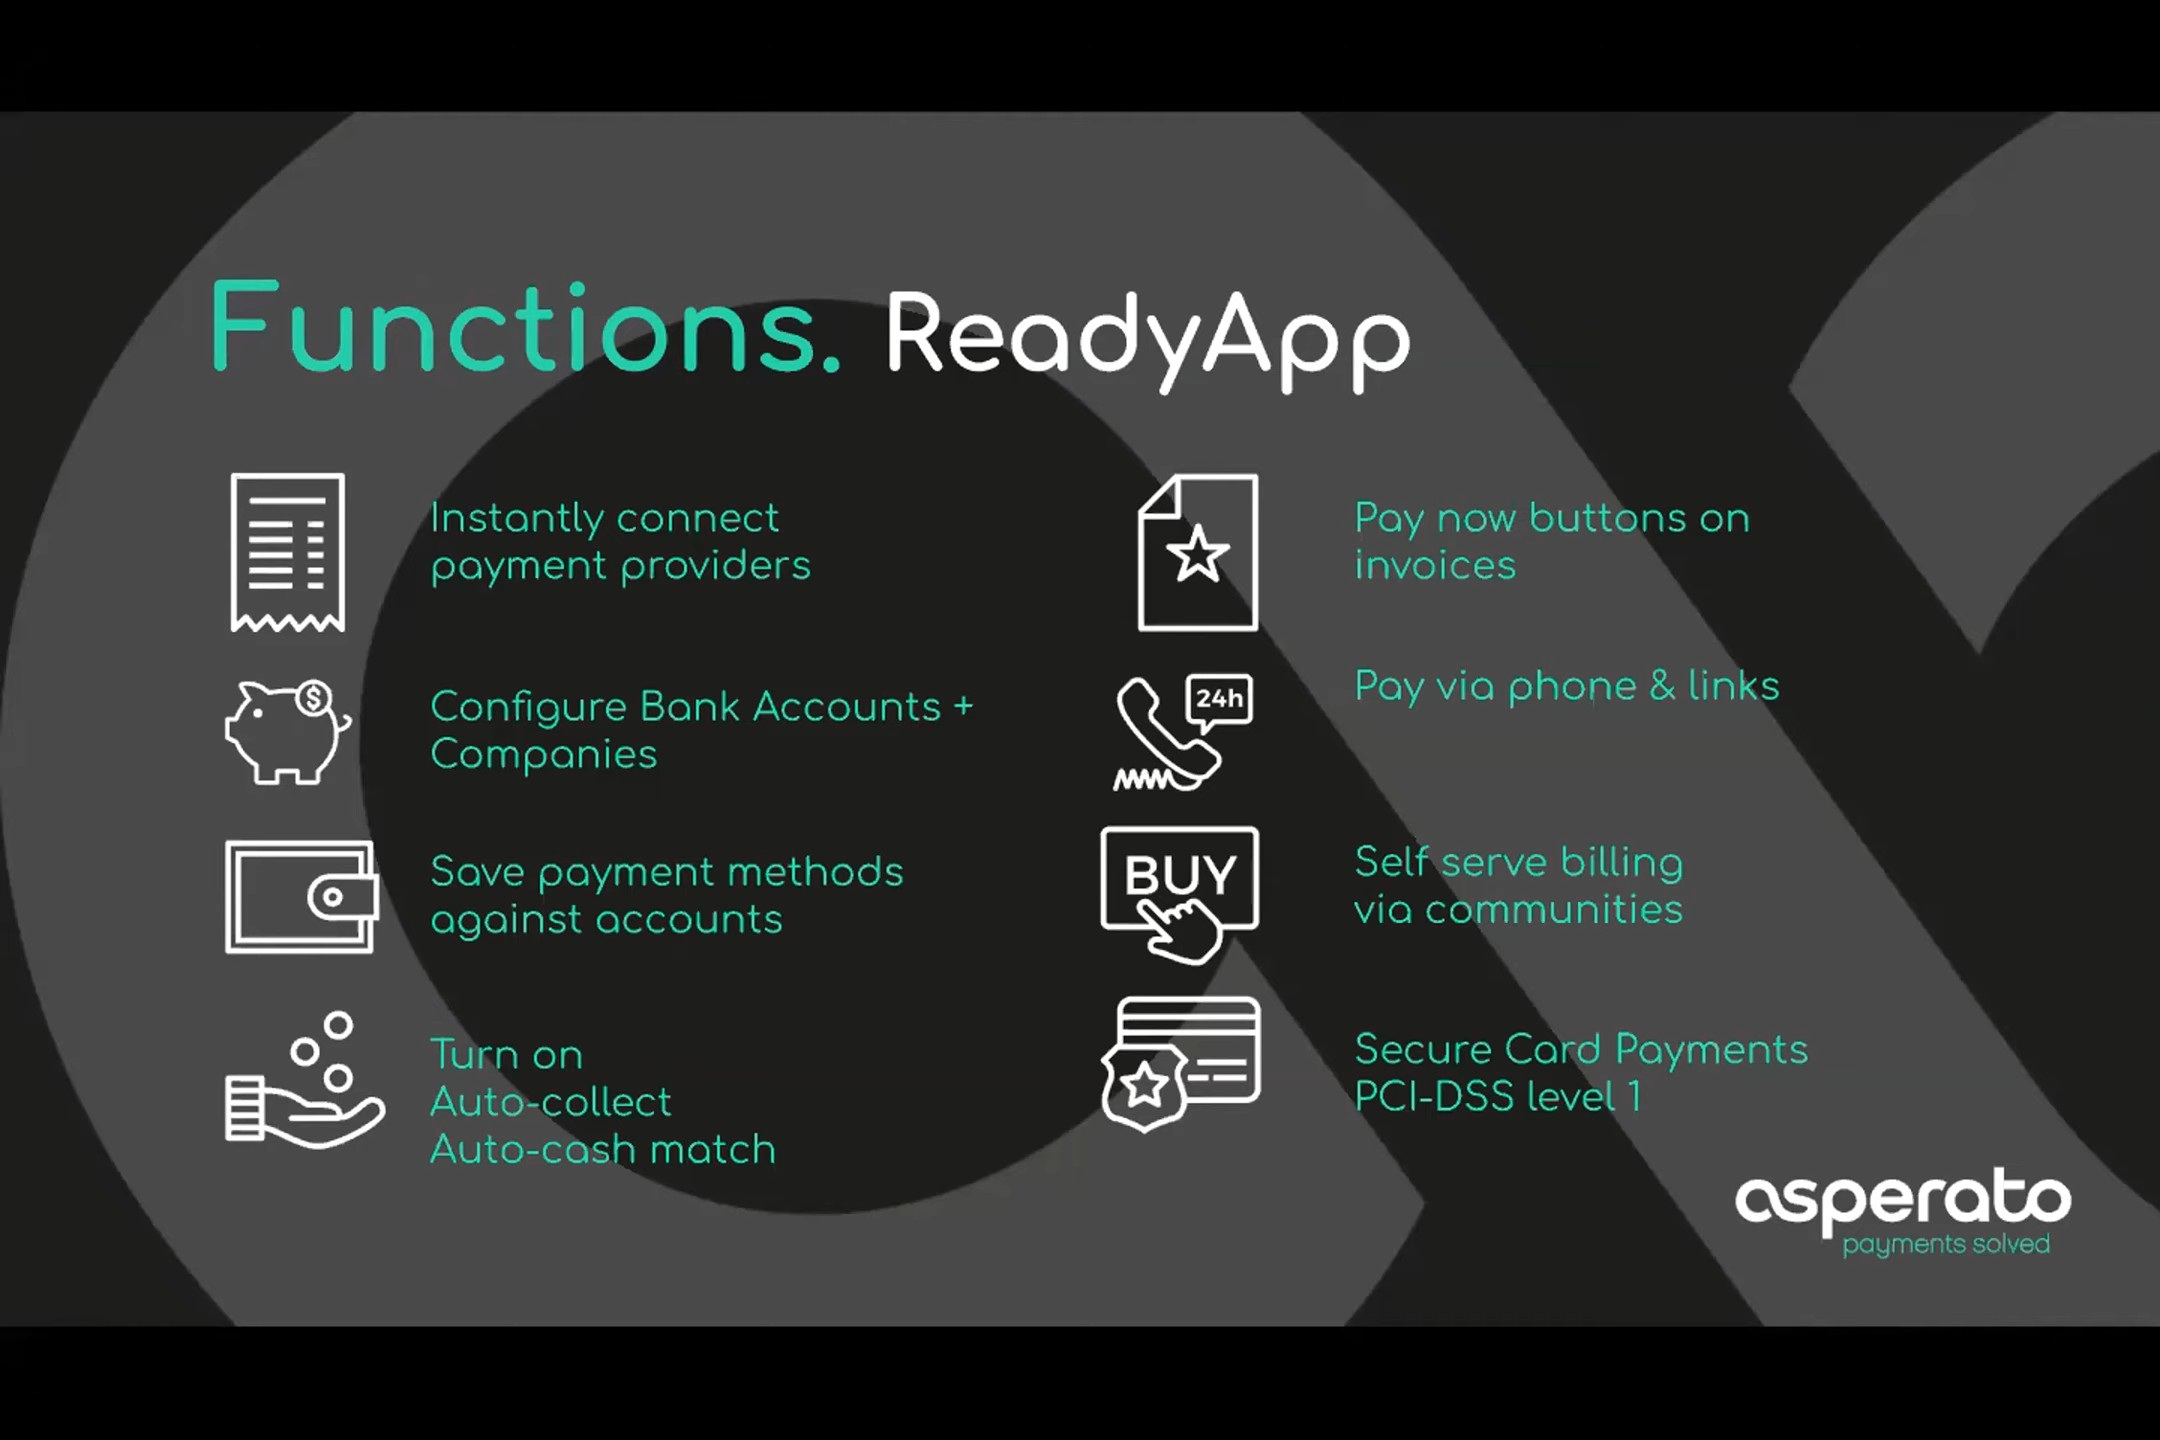 Functions. ReadyApp
Instantly connect
payment providers
$
Configure Bank Accounts +
Companies
Save payment methods
against accounts
Turn on
Auto-collect
Auto-cash match
Pay now buttons on
invoices
24h
Pay via phone & links
BUY
Self serve billing
via communities
Secure Card Payments
PCI-DSS level 1
asperato
payments solved